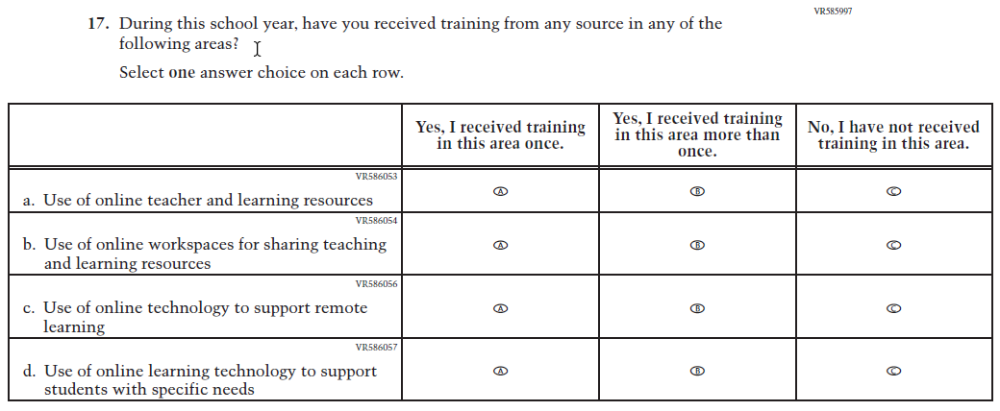 VR585997
17. During this school year, have you received training from any source in any of the
following areas?
Select one answer choice on each row.
Yes, I received training
in this area once.
Yes, I received training
in this area more than
once.
No, I have not received
training in this area.
VR586053
a. Use of online teacher and learning resources
A B C
VR586054
b. Use of online workspaces for sharing teaching
and learning resources
A B C
VR586056
c. Use of online technology to support remote
learning
A B C
VR586057
d. Use of online learning technology to support
students with specific needs
A B C